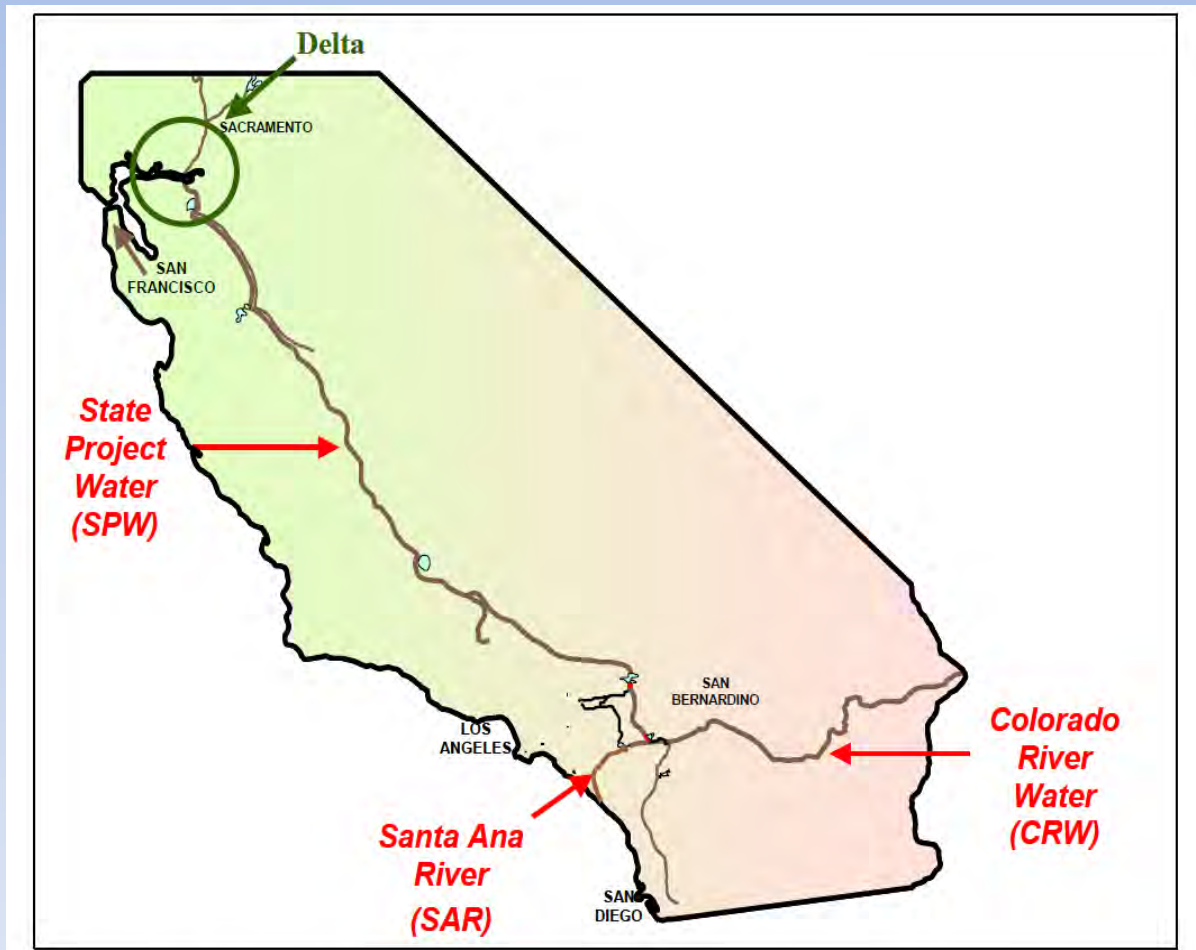 Delta
SACRAMENTO
SAN
FRANCISCO
State
Project
Water
(SPW)
SAN
BERNARDINO
LOS
ANGELES
Colorado
River
Water
(CRW)
Santa Ana
River
(SAR)
SAN
DIEGO